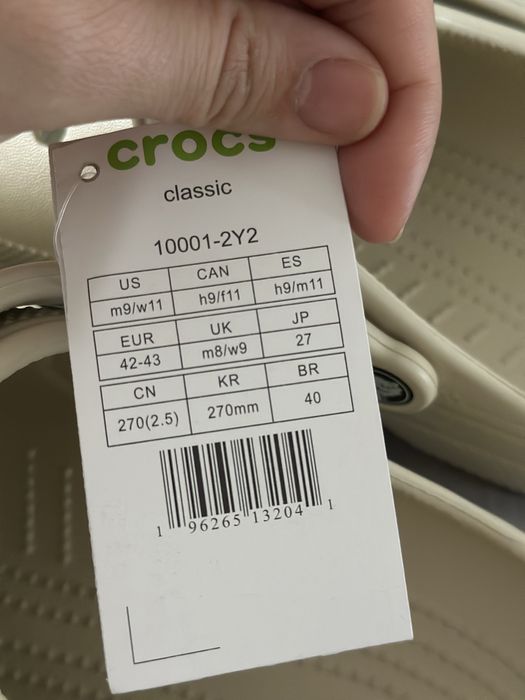 crocs
classic
10001-2Y2
US CAN ES
m9/w11 h9/f11 h9/m11
EUR UK JP
42-43 m8/w9 27
CN KR BR
270(2.5) 270mm 40
1 96265 13204 1